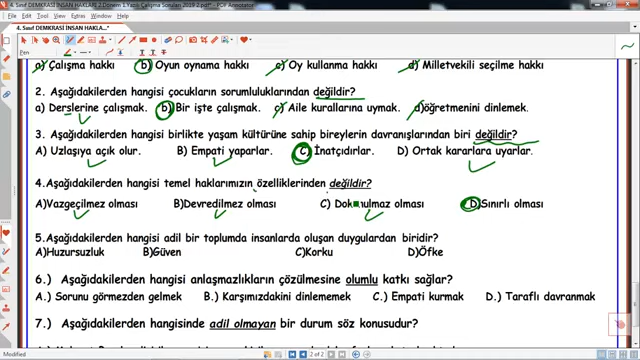 4. Sınıf DEMKRASİ İNSAN HAKLARI 2.Dönem 1.Yazılı Çalışma Soruları 2019 2.pdf* - PDF Annotator
File Edit View
4. Sınıf DEMKRASİ İNSAN HAKLA...*
Pen
a) Çalışma hakkı b) Oyun oynama hakkı c) Oy kullanma hakkı d) Milletvekili seçilme hakkı
2. Aşağıdakilerden hangisi çocukların sorumluluklarından değildir?
a) Derslerine çalışmak. b) Bir işte çalışmak. c) Aile kurallarına uymak. d)öğretmenini dinlemek.
3. Aşağıdakilerden hangisi birlikte yaşam kültürüne sahip bireylerin davranışlarından biri değildir?
A) Uzlaşıya açık olur. B) Empati yaparlar. C) İnatçıdırlar. D) Ortak kararlara uyarlar.
4.Aşağıdakilerden hangisi temel haklarımızın özelliklerinden değildir?
A)Vazgeçilmez olması B)Devredilmez olması C) Dokunulmaz olması D)Sınırlı olması
5.Aşağıdakilerden hangisi adil bir toplumda insanlarda oluşan duygulardan biridir?
A)Huzursuzluk B)Güven C)Korku D)Öfke
6.) Aşağıdakilerden hangisi anlaşmazlıkların çözülmesine olumlu katkı sağlar?
A.) Sorunu görmezden gelmek B.) Karşımızdakini dinlememek C.) Empati kurmak D.) Taraflı davranmak
7.) Aşağıdakilerden hangisinde adil olmayan bir durum söz konusudur?
2 of 2